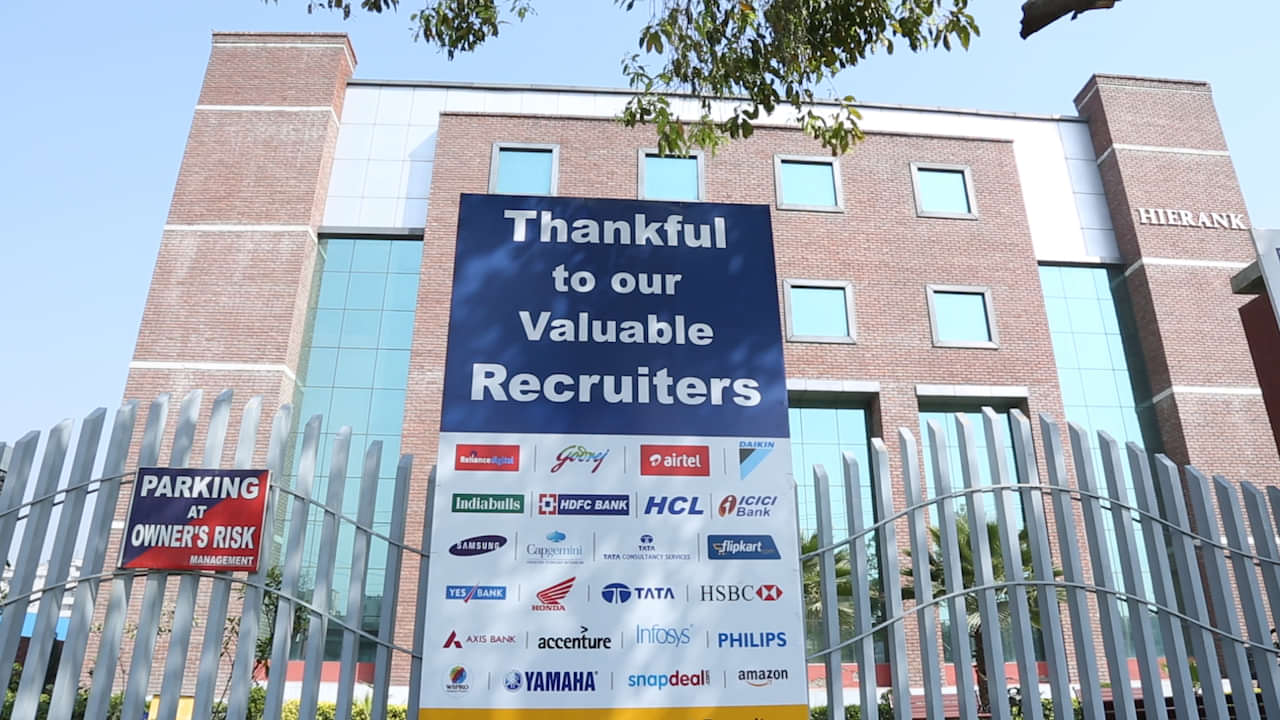 HIERANK
Thankful
to our
Valuable
Recruiters
Reliance digital
Godrej
airtel
DAIKIN
Indiabulls
HDFC BANK
HCL
ICICI Bank
SAMSUNG
Capgemini
TATA
TATA CONSULTANCY SERVICES
flipkart
YES BANK
HONDA
TATA
HSBC
AXIS BANK
accenture
Infosys
PHILIPS
WIPRO
YAMAHA
snapdeal
amazon
PARKING
AT
OWNER'S RISK
MANAGEMENT